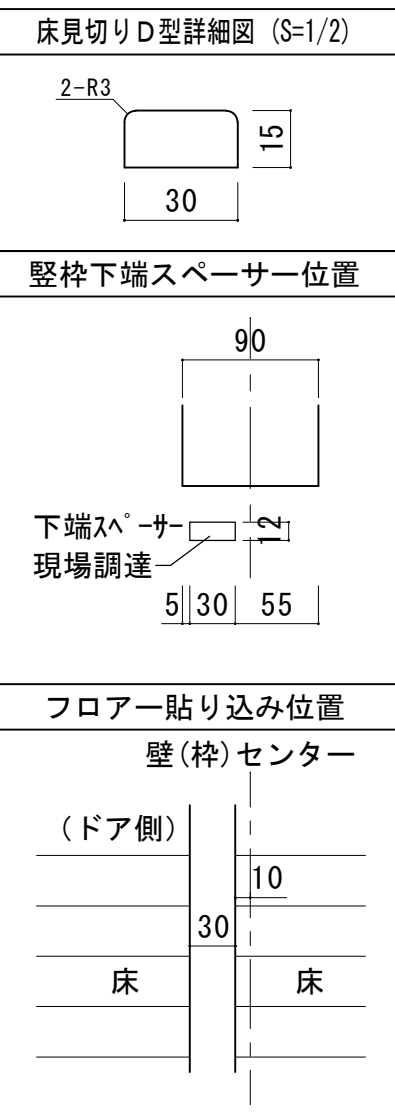 床見切りD型詳細図 (S=1/2)
2-R3
15
30
竪枠下端スペーサー位置
90
下端ｽﾍﾟｰｻｰ
12
現場調達
5 30 55
フロアー貼り込み位置
壁(枠)センター
(ドア側)
10
30
床 床